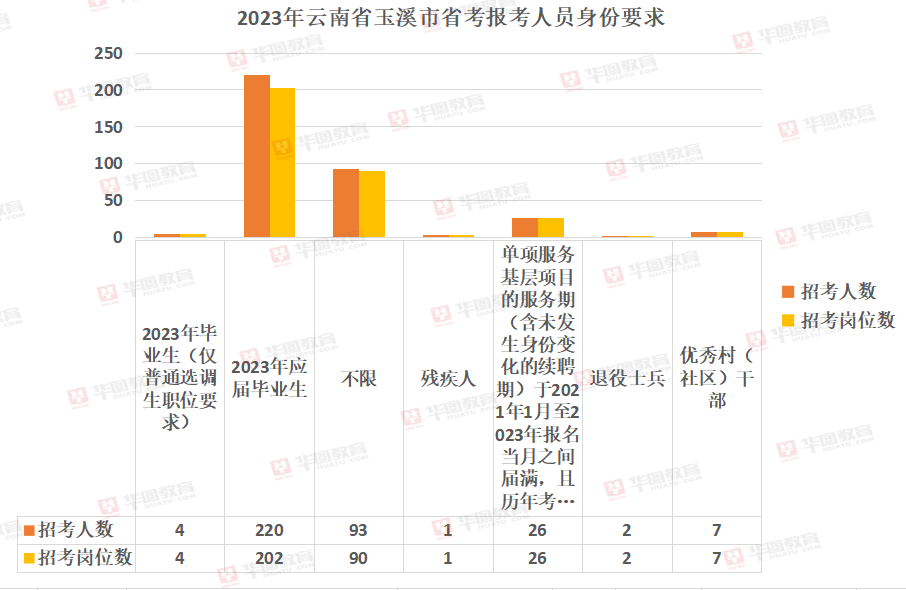 2023年云南省玉溪市省考报考人员身份要求
250
200
150
100
50
0
招考人数
招考岗位数
2023年毕
业生（仅
普通选调
生职位要
求）
2023年应
届毕业生
不限
残疾人
单项服务
基层项目
的服务期
（含未发
生身份变
化的续聘
期）于202
1年1月至2
023年报名
当月之间
届满，且
历年考…
退役士兵
优秀村（
社区）干
部
招考人数 4 220 93 1 26 2 7
招考岗位数 4 202 90 1 26 2 7
华图教育
HUATU.COM